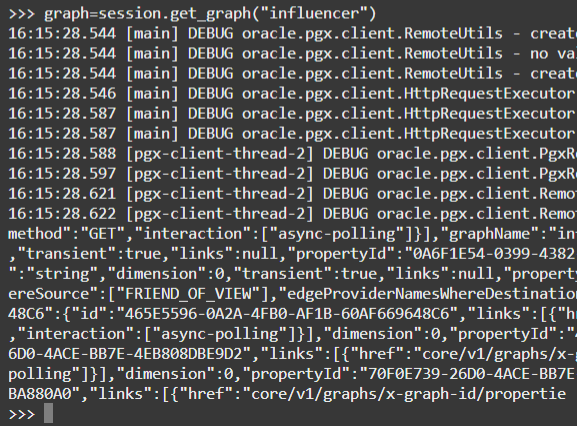 >>> graph=session.get_graph("influencer")
16:15:28.544 [main] DEBUG oracle.pgx.client.RemoteUtils - create
16:15:28.544 [main] DEBUG oracle.pgx.client.RemoteUtils - no va
16:15:28.544 [main] DEBUG oracle.pgx.client.RemoteUtils - create
16:15:28.546 [main] DEBUG oracle.pgx.client.HttpRequestExecutor
16:15:28.587 [main] DEBUG oracle.pgx.client.HttpRequestExecutor
16:15:28.587 [main] DEBUG oracle.pgx.client.HttpRequestExecutor
16:15:28.588 [pgx-client-thread-2] DEBUG oracle.pgx.client.PgxR
16:15:28.597 [pgx-client-thread-2] DEBUG oracle.pgx.client.PgxR
16:15:28.621 [pgx-client-thread-2] DEBUG oracle.pgx.client.Remo
16:15:28.622 [pgx-client-thread-2] DEBUG oracle.pgx.client.Remo
method":"GET","interaction":["async-polling"]}],"graphName":"in
,"transient":true,"links":null,"propertyId":"0A6F1E54-0399-4382
":"string","dimension":0,"transient":true,"links":null,"propert
ereSource":["FRIEND_OF_VIEW"],"edgeProviderNamesWhereDestinatio
48C6":{"id":"465E5596-0A2A-4FB0-AF1B-60AF669648C6","links":[{"h
,"interaction":["async-polling"]}],"dimension":0,"propertyId":"4
6D0-4ACE-BB7E-4EB808DBE9D2","links":[{"href":"core/v1/graphs/x-g
polling"]}],"dimension":0,"propertyId":"70F0E739-26D0-4ACE-BB7E
BA880A0","links":[{"href":"core/v1/graphs/x-graph-id/propertie
>>>